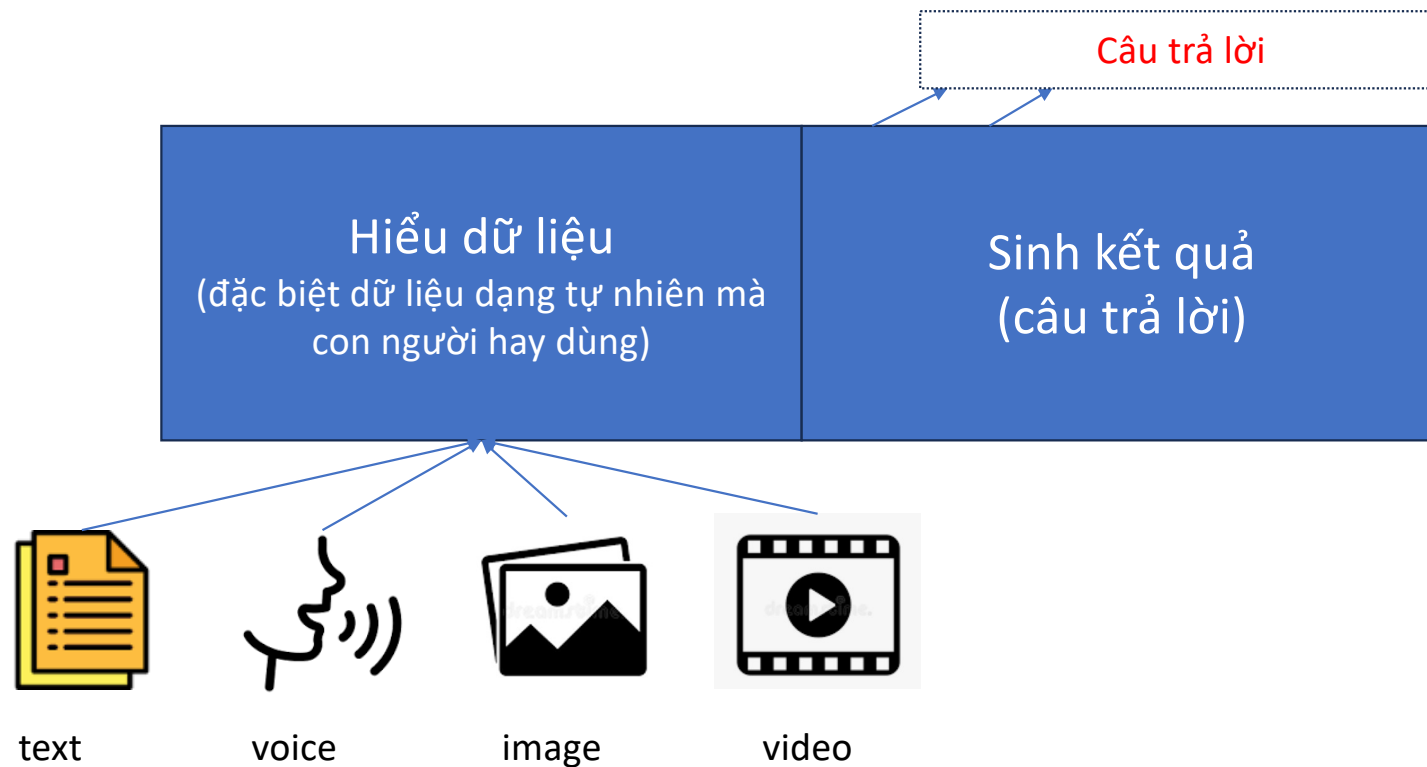 Câu trả lời
Hiểu dữ liệu
(đặc biệt dữ liệu dạng tự nhiên mà
con người hay dùng)
Sinh kết quả
(câu trả lời)
text
voice
image
video